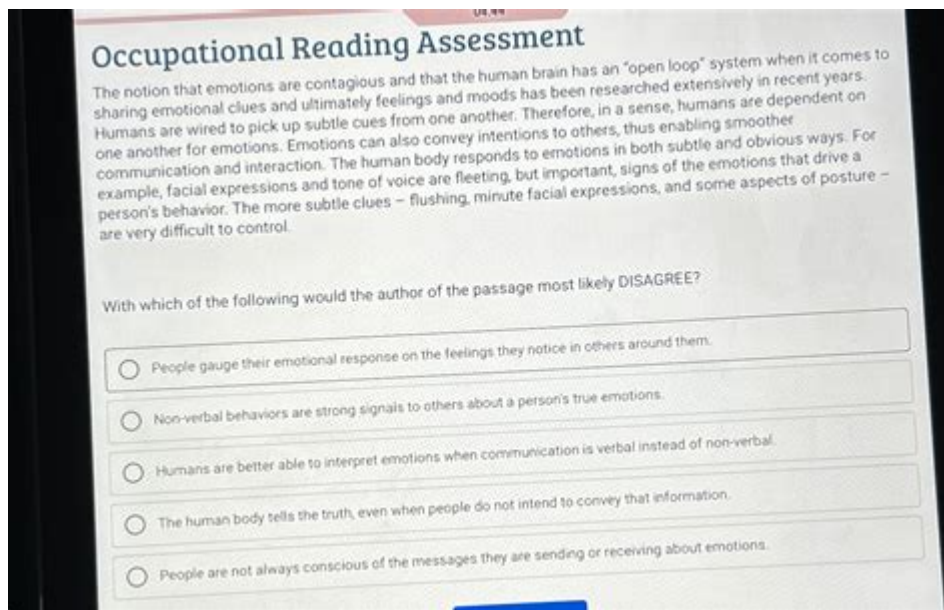 Occupational Reading Assessment
The notion that emotions are contagious and that the human brain has an "open loop" system when it comes to
sharing emotional clues and ultimately feelings and moods has been researched extensively in recent years.
Humans are wired to pick up subtle cues from one another. Therefore, in a sense, humans are dependent on
one another for emotions. Emotions can also convey intentions to others, thus enabling smoother
communication and interaction. The human body responds to emotions in both subtle and obvious ways. For
example, facial expressions and tone of voice are fleeting, but important, signs of the emotions that drive a
person's behavior. The more subtle clues – flushing, minute facial expressions, and some aspects of posture –
are very difficult to control.
With which of the following would the author of the passage most likely DISAGREE?
People gauge their emotional response on the feelings they notice in others around them.
Non-verbal behaviors are strong signals to others about a person's true emotions.
Humans are better able to interpret emotions when communication is verbal instead of non-verbal.
The human body tells the truth, even when people do not intend to convey that information.
People are not always conscious of the messages they are sending or receiving about emotions.